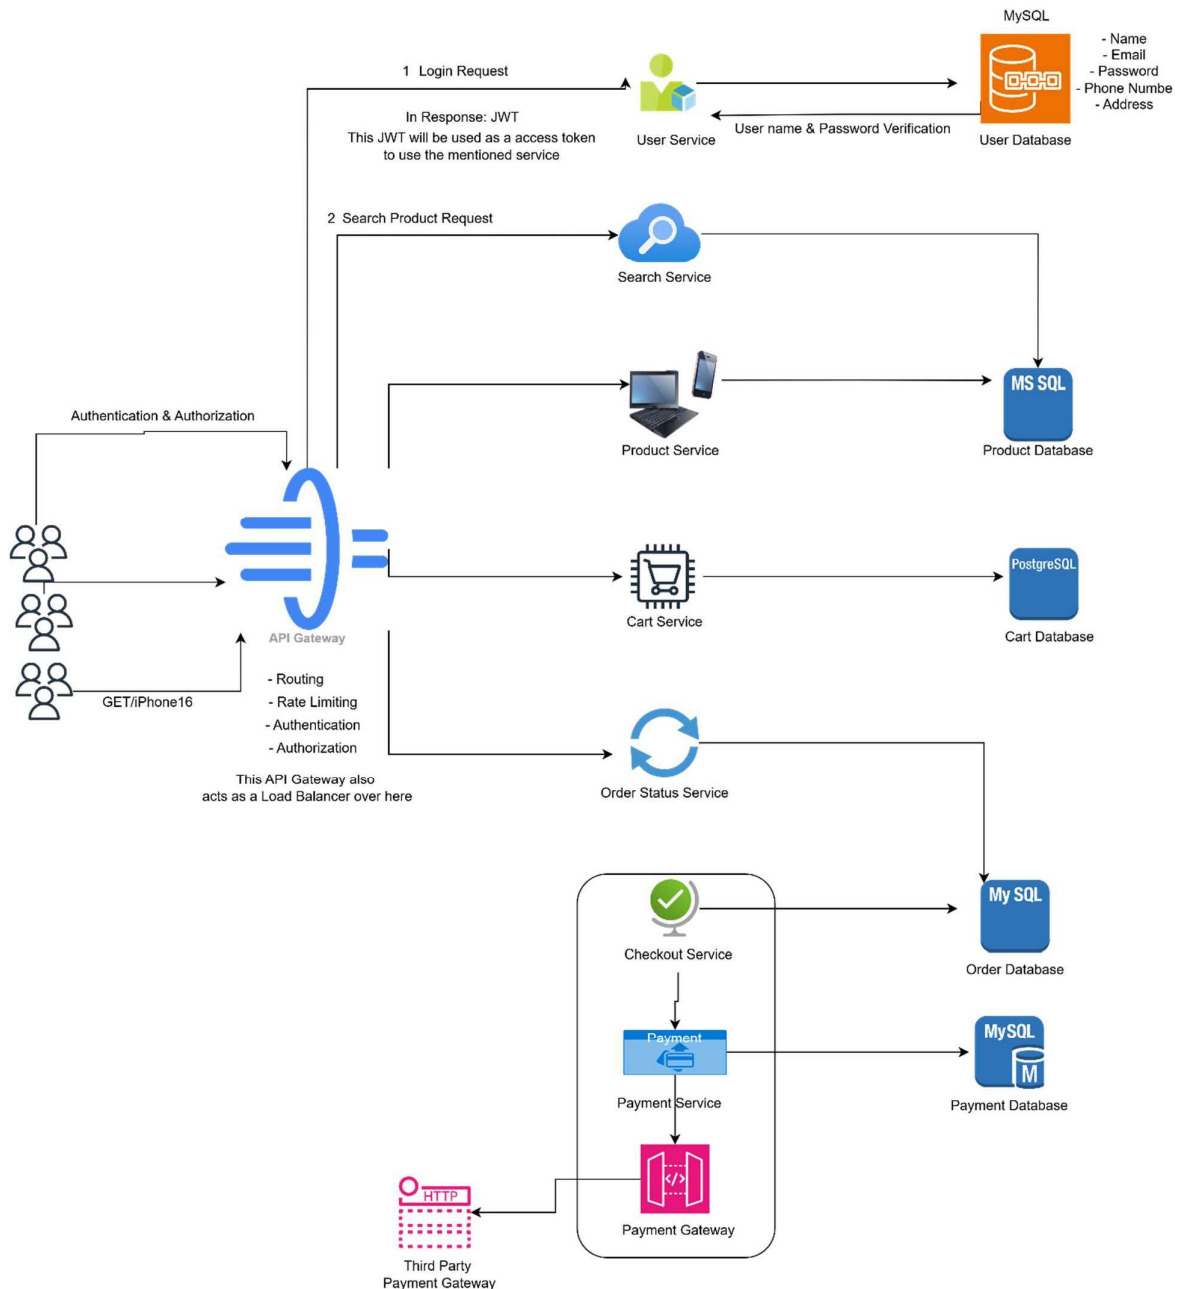 MySQL
- Name
- Email
- Password
- Phone Numbe
- Address
User Database
1 Login Request
In Response: JWT
This JWT will be used as a access token
to use the mentioned service
User Service
User name & Password Verification
2 Search Product Request
Search Service
MS SQL
Product Database
Product Service
Authentication & Authorization
API Gateway
- Routing
- Rate Limiting
- Authentication
- Authorization
This API Gateway also
acts as a Load Balancer over here
GET/iPhone16
Cart Service
PostgreSQL
Cart Database
Order Status Service
Checkout Service
My SQL
Order Database
Payment
Payment Service
MySQL
M
Payment Database
</>
Payment Gateway
HTTP
Third Party
Payment Gateway